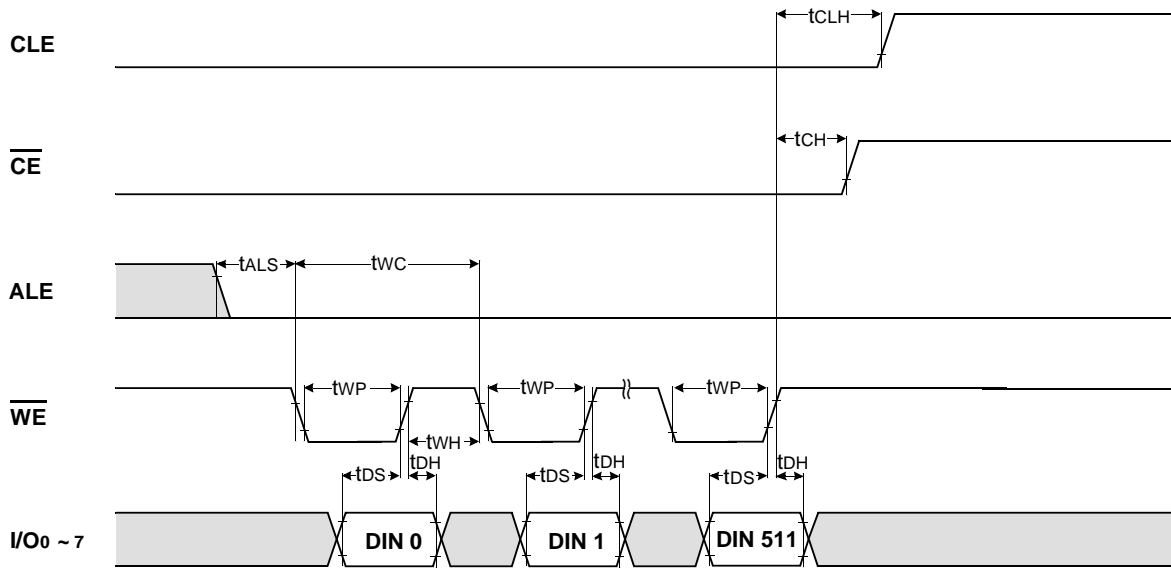 CLE
tCLH
CE
tCH
ALE
tALS
tWC
WE
tWP
tWP
tWP
tWH
tDS
tDH
tDS
tDH
tDS
tDH
I/O0 ~ 7
DIN 0
DIN 1
DIN 511